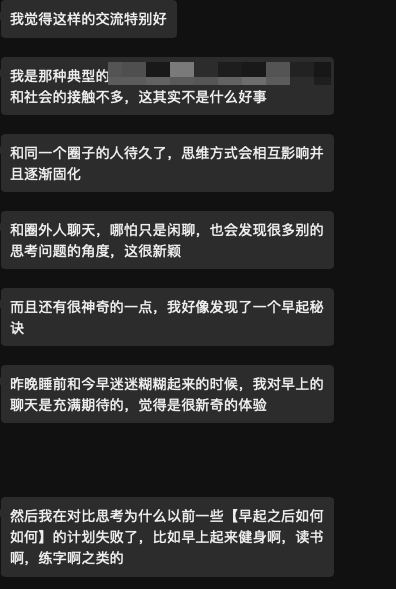 我觉得这样的交流特别好
我是那种典型的
和社会的接触不多，这其实不是什么好事
和同一个圈子的人待久了，思维方式会相互影响并
且逐渐固化
和圈外人聊天，哪怕只是闲聊，也会发现很多别的
思考问题的角度，这很新颖
而且还有很神奇的一点，我好像发现了一个早起秘
诀
昨晚睡前和今早迷迷糊糊起来的时候，我对早上的
聊天是充满期待的，觉得是很新奇的体验
然后我在对比思考为什么以前一些【早起之后如何
如何】的计划失败了，比如早上起来健身啊，读书
啊，练字啊之类的